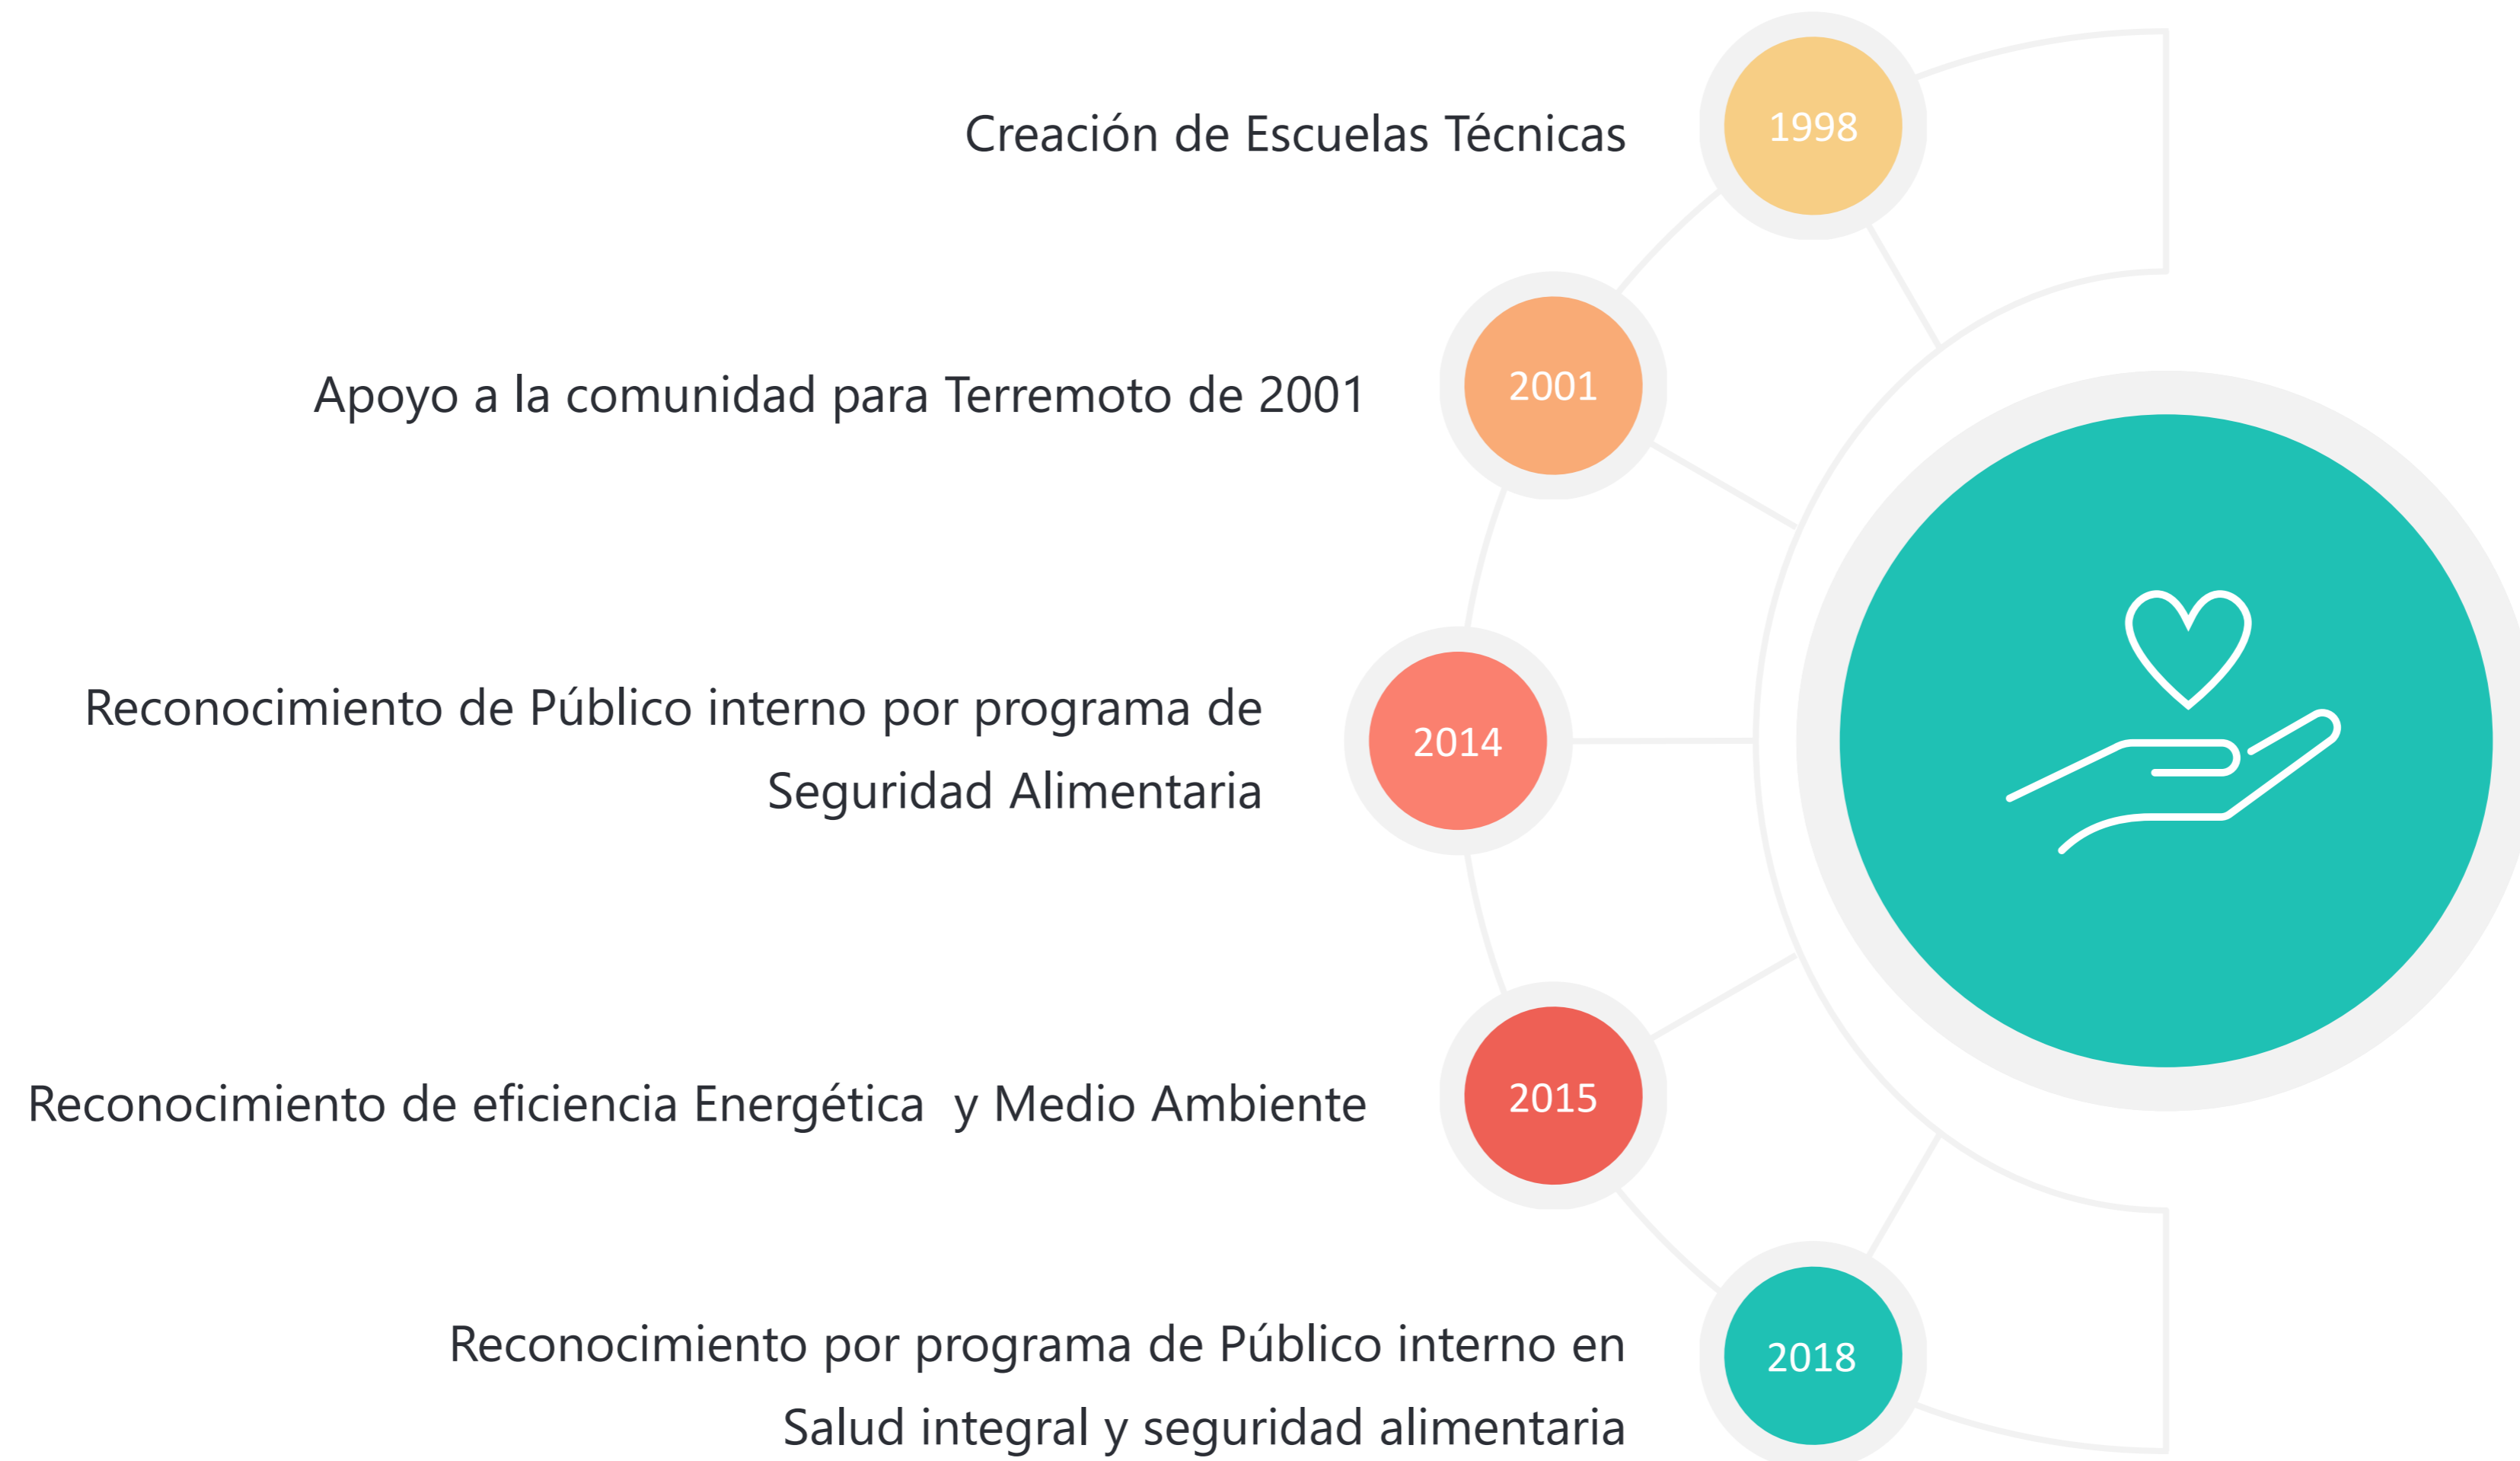 Creación de Escuelas Técnicas
1998
Apoyo a la comunidad para Terremoto de 2001
2001
Reconocimiento de Público interno por programa de
Seguridad Alimentaria
2014
Reconocimiento de eficiencia Energética  y Medio Ambiente
2015
Reconocimiento por programa de Público interno en
Salud integral y seguridad alimentaria
2018